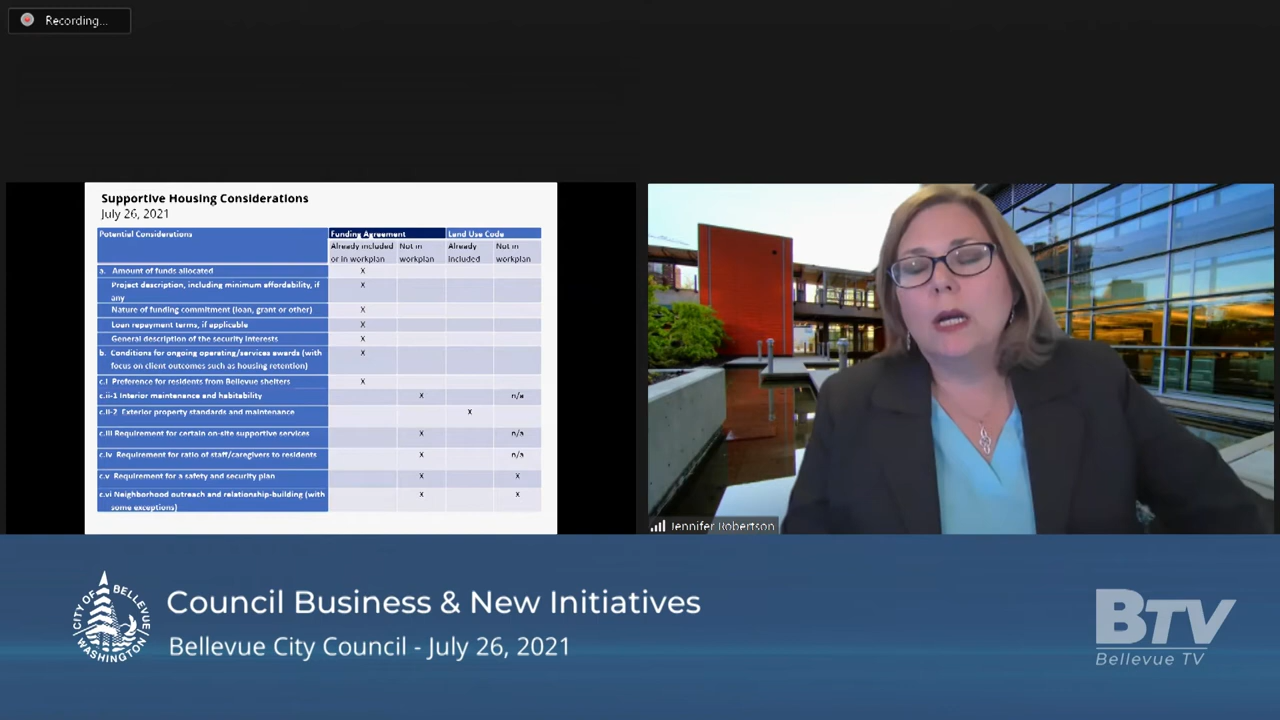 Recording...
Supportive Housing Considerations
July 26, 2021
Potential Considerations
Funding Agreement
Land Use Code
Already included or in workplan
Not in workplan
Already included
Not in workplan
a. Amount of funds allocated X
Project description, including minimum affordability, if any X
Nature of funding commitment (loan, grant or other) X
Loan repayment terms, if applicable X
General description of the security interests X
b. Conditions for ongoing operating/services awards (with focus on client outcomes such as housing retention) X
c.i Preference for residents from Bellevue shelters X
c.ii-1 Interior maintenance and habitability X n/a
c.ii-2 Exterior property standards and maintenance X
c.iii Requirement for certain on-site supportive services X n/a
c.iv Requirement for ratio of staff/caregivers to residents X n/a
c.v Requirement for a safety and security plan X X
c.vi Neighborhood outreach and relationship-building (with some exceptions) X X
Jennifer Robertson
CITY OF BELLEVUE
WASHINGTON
Council Business & New Initiatives
Bellevue City Council - July 26, 2021
BTV
Bellevue TV